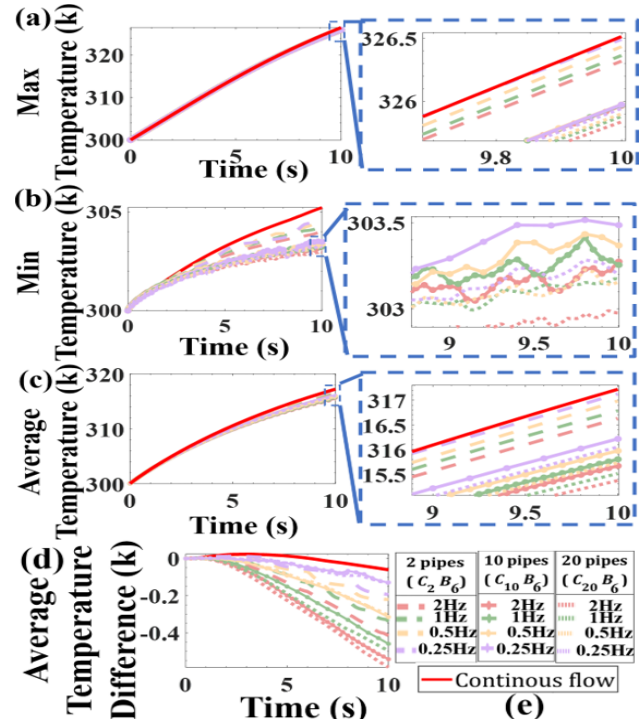 (a)
Max
Temperature (k)
320
310
300
0
5
10
Time (s)
326.5
326
9.8
10
(b)
Min
Temperature (k)
305
300
0
5
10
Time (s)
303.5
303
9
9.5
10
(c)
Average
Temperature (k)
320
310
300
0
5
10
Time (s)
317
16.5
316
15.5
9
9.5
10
(d)
Average
Temperature
Difference (k)
0
-0.2
-0.4
0
5
10
Time (s)
2 pipes
(C₂ B₆)
2Hz
1Hz
0.5Hz
0.25Hz
10 pipes
(C₁₀ B₆)
2Hz
1Hz
0.5Hz
0.25Hz
20 pipes
(C₂₀ B₆)
2Hz
1Hz
0.5Hz
0.25Hz
Continous flow
(e)